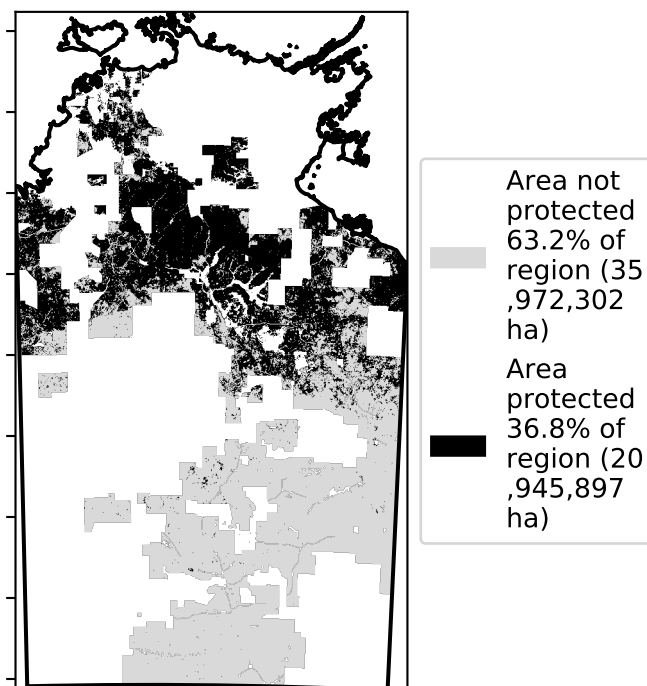 Area not
protected
63.2% of
region (35
,972,302
ha)
Area
protected
36.8% of
region (20
,945,897
ha)